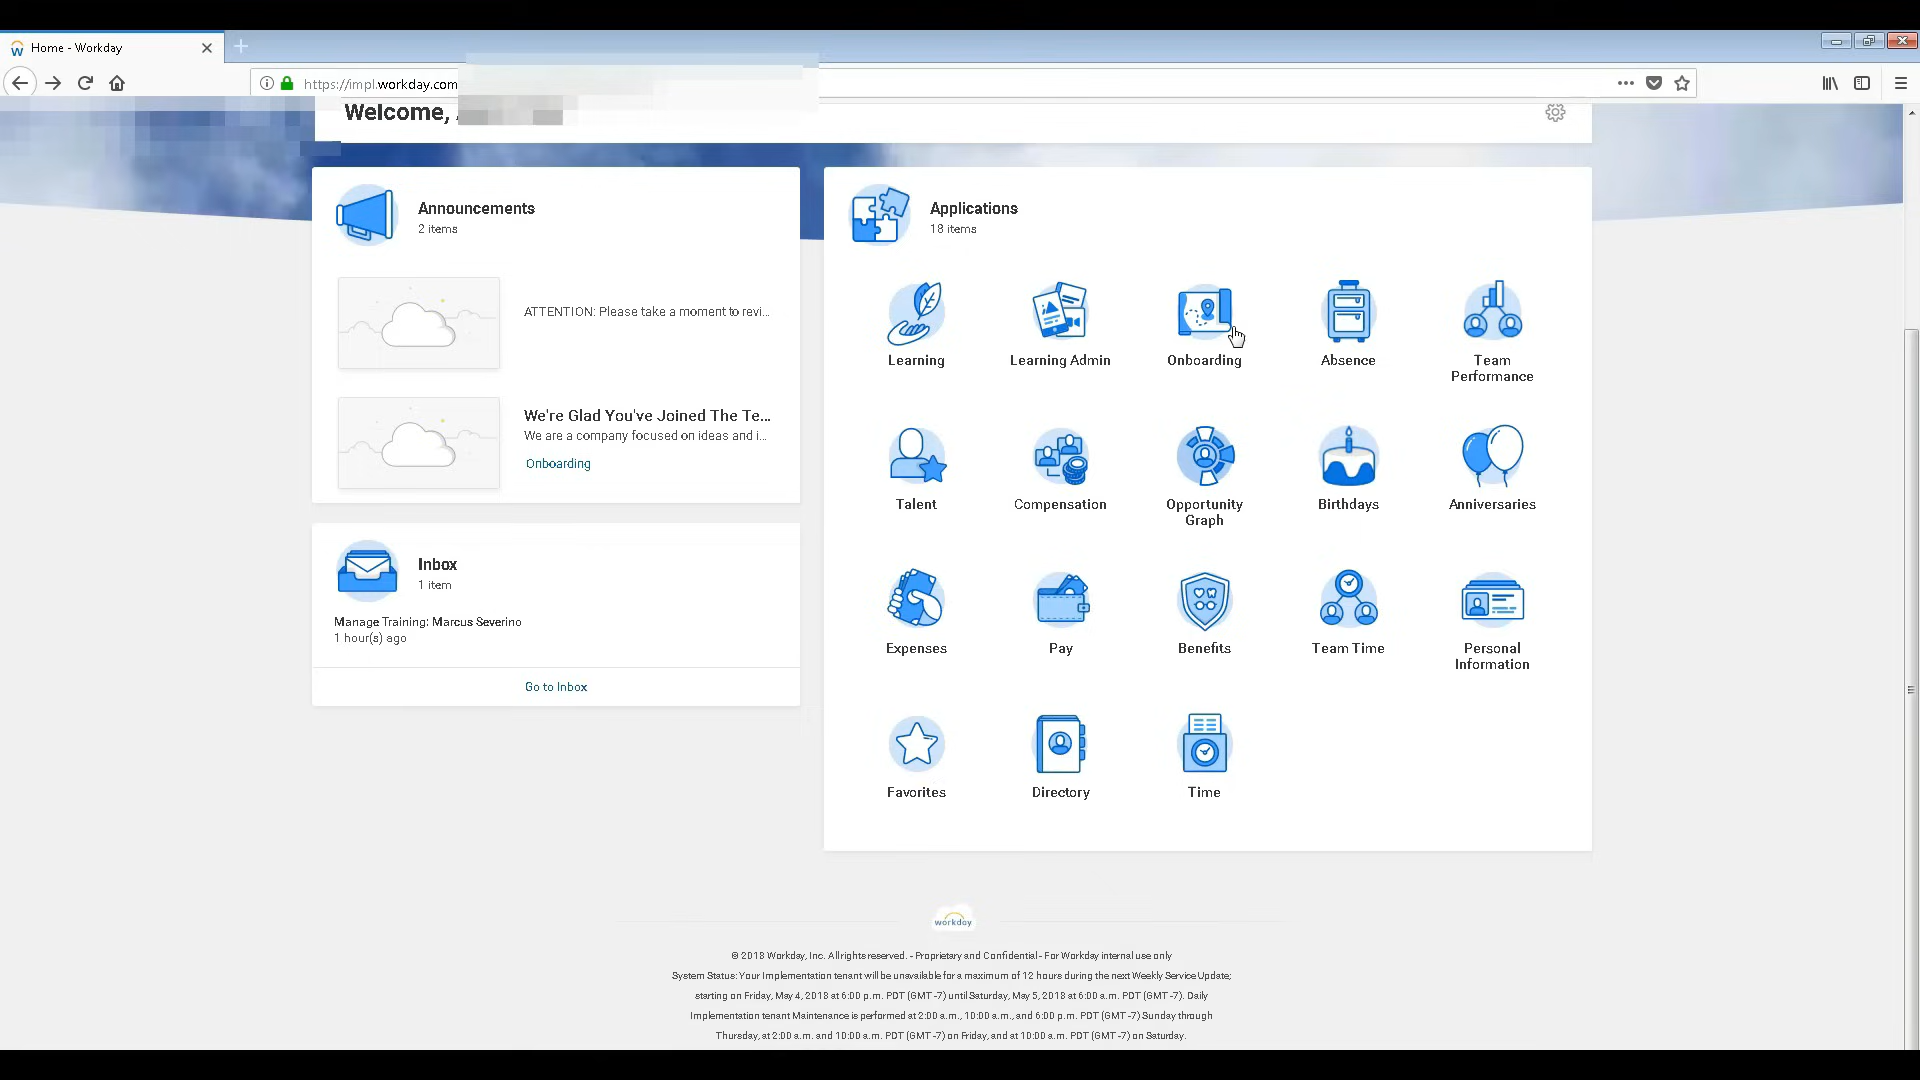 Home - Workday
https://impl.workday.com
Welcome,
Announcements
2 items
ATTENTION: Please take a moment to revi...
We're Glad You've Joined The Te...
We are a company focused on ideas and i...
Onboarding
Inbox
1 item
Manage Training: Marcus Severino
1 hour(s) ago
Go to Inbox
Applications
18 items
Learning
Learning Admin
Onboarding
Absence
Team
Performance
Talent
Compensation
Opportunity
Graph
Birthdays
Anniversaries
Expenses
Pay
Benefits
Team Time
Personal
Information
Favorites
Directory
Time
workday
© 2018 Workday, Inc. All rights reserved. - Proprietary and Confidential - For Workday internal use only
System Status: Your Implementation tenant will be unavailable for a maximum of 12 hours during the next Weekly Service Update;
starting on Friday, May 4, 2018 at 6:00 p.m. PDT (GMT -7) until Saturday, May 5, 2018 at 6:00 a.m. PDT (GMT -7). Daily
Implementation tenant Maintenance is performed at 2:00 a.m., 10:00 a.m., and 6:00 p.m. PDT (GMT -7) Sunday through
Thursday, at 2:00 a.m. and 10:00 a.m. PDT (GMT -7) on Friday, and at 10:00 a.m. PDT (GMT -7) on Saturday.